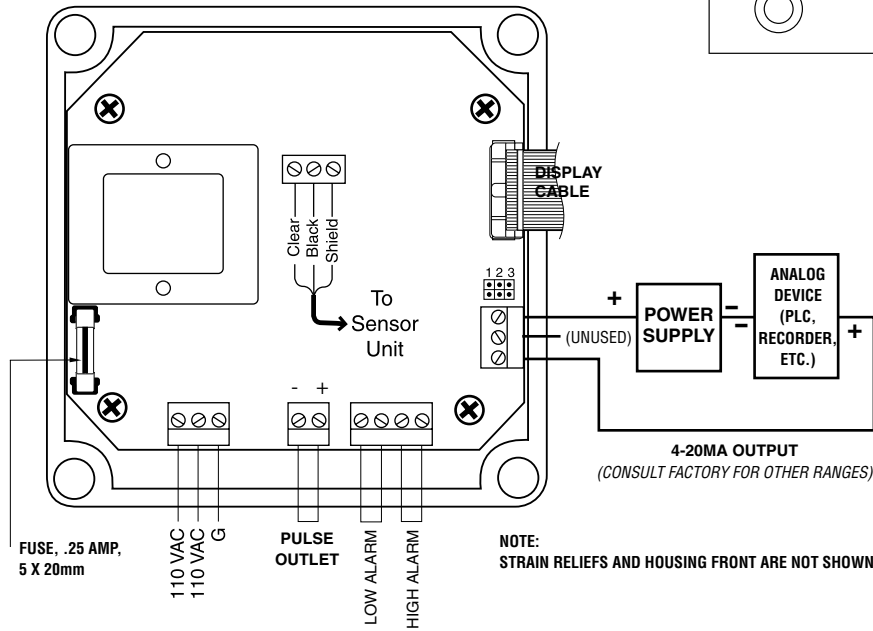 DISPLAY
CABLE
Clear
Black
Shield
To
Sensor
Unit
1 2 3
+
POWER
SUPPLY
-
-
ANALOG
DEVICE
(PLC,
RECORDER,
ETC.)
+
(UNUSED)
- +
4-20MA OUTPUT
(CONSULT FACTORY FOR OTHER RANGES)
FUSE, .25 AMP,
5 X 20mm
110 VAC
110 VAC
G
PULSE
OUTLET
LOW ALARM
HIGH ALARM
NOTE:
STRAIN RELIEFS AND HOUSING FRONT ARE NOT SHOWN